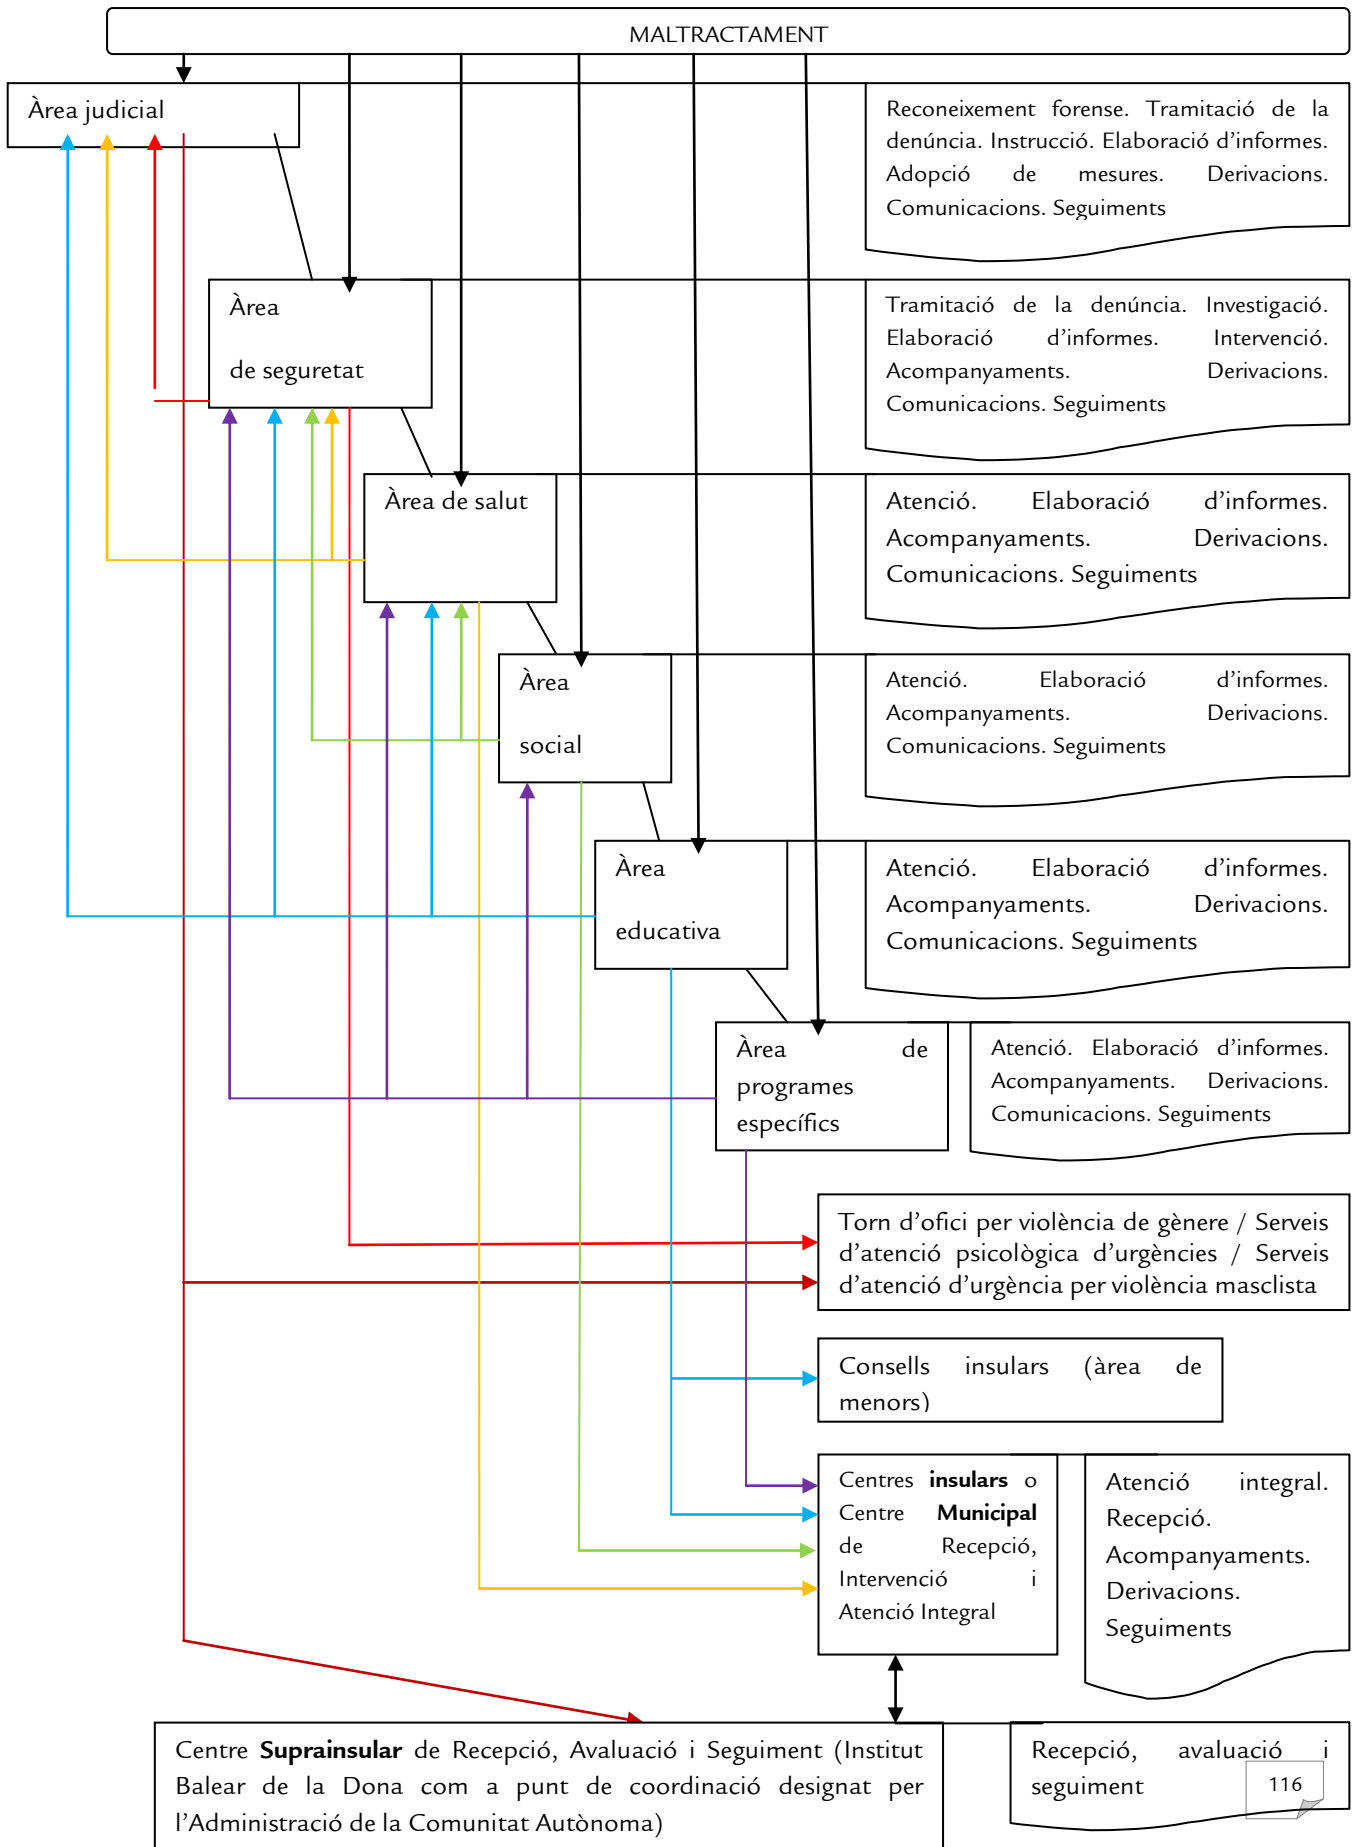 MALTRACTAMENT
Àrea judicial
Reconeixement forense. Tramitació de la
denúncia. Instrucció. Elaboració d’informes.
Adopció de mesures. Derivacions.
Comunicacions. Seguiments
Àrea
de seguretat
Tramitació de la denúncia. Investigació.
Elaboració d’informes. Intervenció.
Acompanyaments. Derivacions.
Comunicacions. Seguiments
Àrea de salut
Atenció. Elaboració d’informes.
Acompanyaments. Derivacions.
Comunicacions. Seguiments
Àrea
social
Atenció. Elaboració d’informes.
Acompanyaments. Derivacions.
Comunicacions. Seguiments
Àrea
educativa
Atenció. Elaboració d’informes.
Acompanyaments. Derivacions.
Comunicacions. Seguiments
Àrea de
programes
específics
Atenció. Elaboració d’informes.
Acompanyaments. Derivacions.
Comunicacions. Seguiments
Torn d’ofici per violència de gènere / Serveis
d’atenció psicològica d’urgències / Serveis
d’atenció d’urgència per violència masclista
Consells insulars (àrea de
menors)
Centres insulars o
Centre Municipal
de Recepció,
Intervenció i
Atenció Integral
Atenció integral.
Recepció.
Acompanyaments.
Derivacions.
Seguiments
Centre Suprainsular de Recepció, Avaluació i Seguiment (Institut
Balear de la Dona com a punt de coordinació designat per
l’Administració de la Comunitat Autònoma)
Recepció, avaluació i
seguiment
116